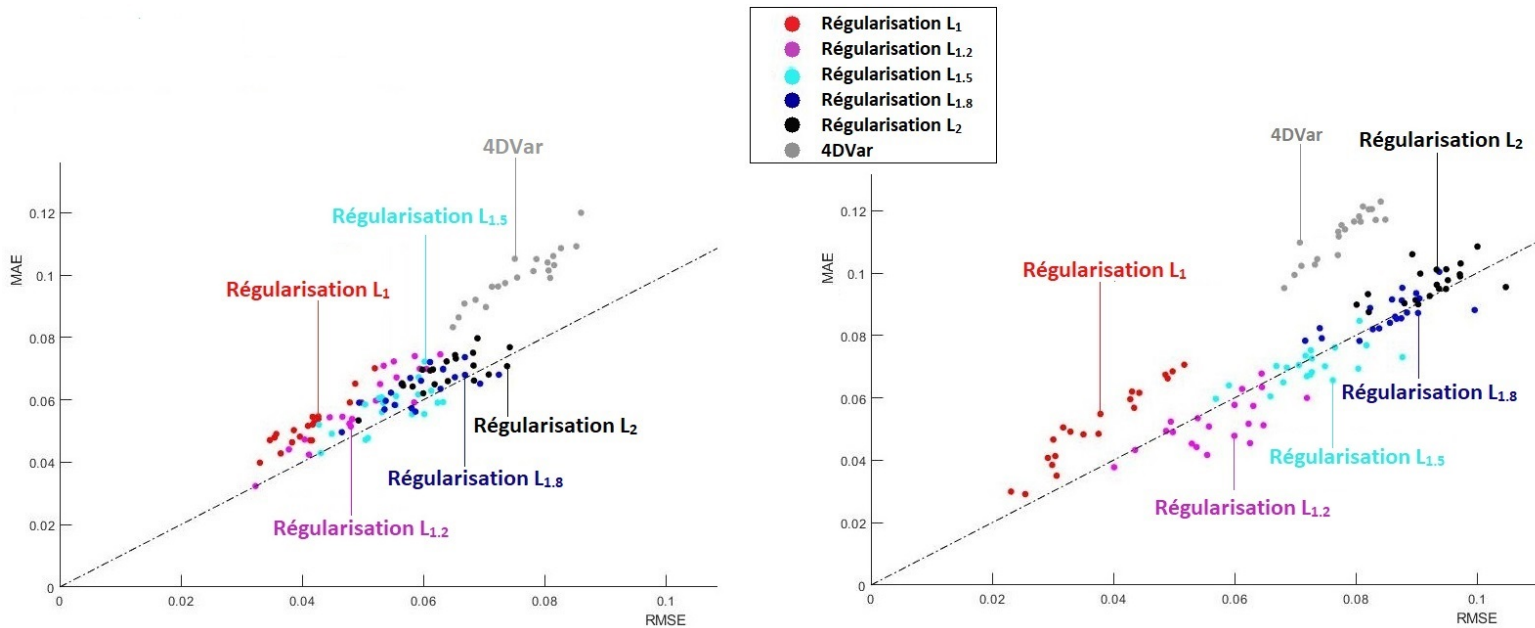 Régularisation L₁
Régularisation L₁.₂
Régularisation L₁.₅
Régularisation L₁.₈
Régularisation L₂
4DVar
4DVar
Régularisation L₁.₅
Régularisation L₁
Régularisation L₂
Régularisation L₁.₈
Régularisation L₁.₂
MAE
0.12
0.1
0.08
0.06
0.04
0.02
0
0
0.02
0.04
0.06
0.08
0.1
RMSE
4DVar
Régularisation L₂
Régularisation L₁
Régularisation L₁.₈
Régularisation L₁.₅
Régularisation L₁.₂
MAE
0.12
0.1
0.08
0.06
0.04
0.02
0
0
0.02
0.04
0.06
0.08
0.1
RMSE